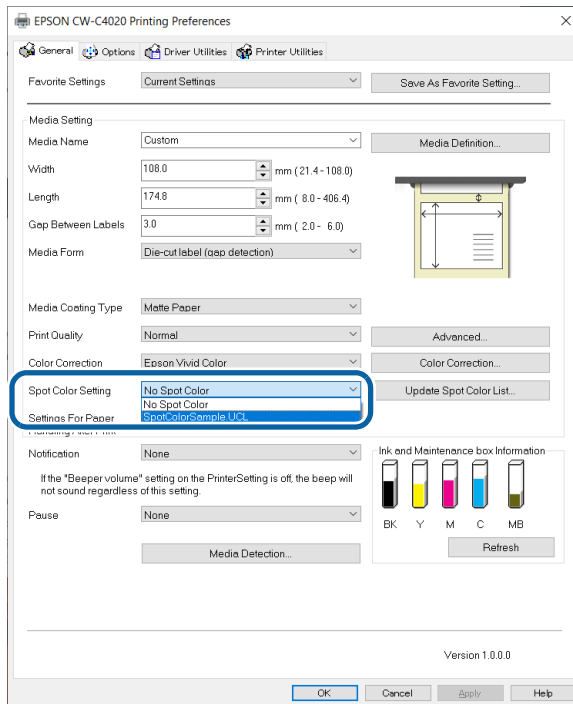 EPSON CW-C4020 Printing Preferences
General Options Driver Utilities Printer Utilities
Favorite Settings Current Settings Save As Favorite Setting...
Media Setting
Media Name Custom Media Definition...
Width 108.0 mm ( 21.4 - 108.0)
Length 174.8 mm ( 8.0 - 406.4)
Gap Between Labels 3.0 mm ( 2.0 - 6.0)
Media Form Die-cut label (gap detection)
Media Coating Type Matte Paper
Print Quality Normal Advanced...
Color Correction Epson Vivid Color Color Correction...
Spot Color Setting No Spot Color Update Spot Color List...
No Spot Color
Settings For Paper SpotColorSample.UCL
Handling After Print
Notification None Ink and Maintenance box Information
If the "Beeper volume" setting on the PrinterSetting is off, the beep will
not sound regardless of this setting.
Pause None
BK Y M C MB
Refresh
Media Detection...
Version 1.0.0.0
OK Cancel Apply Help